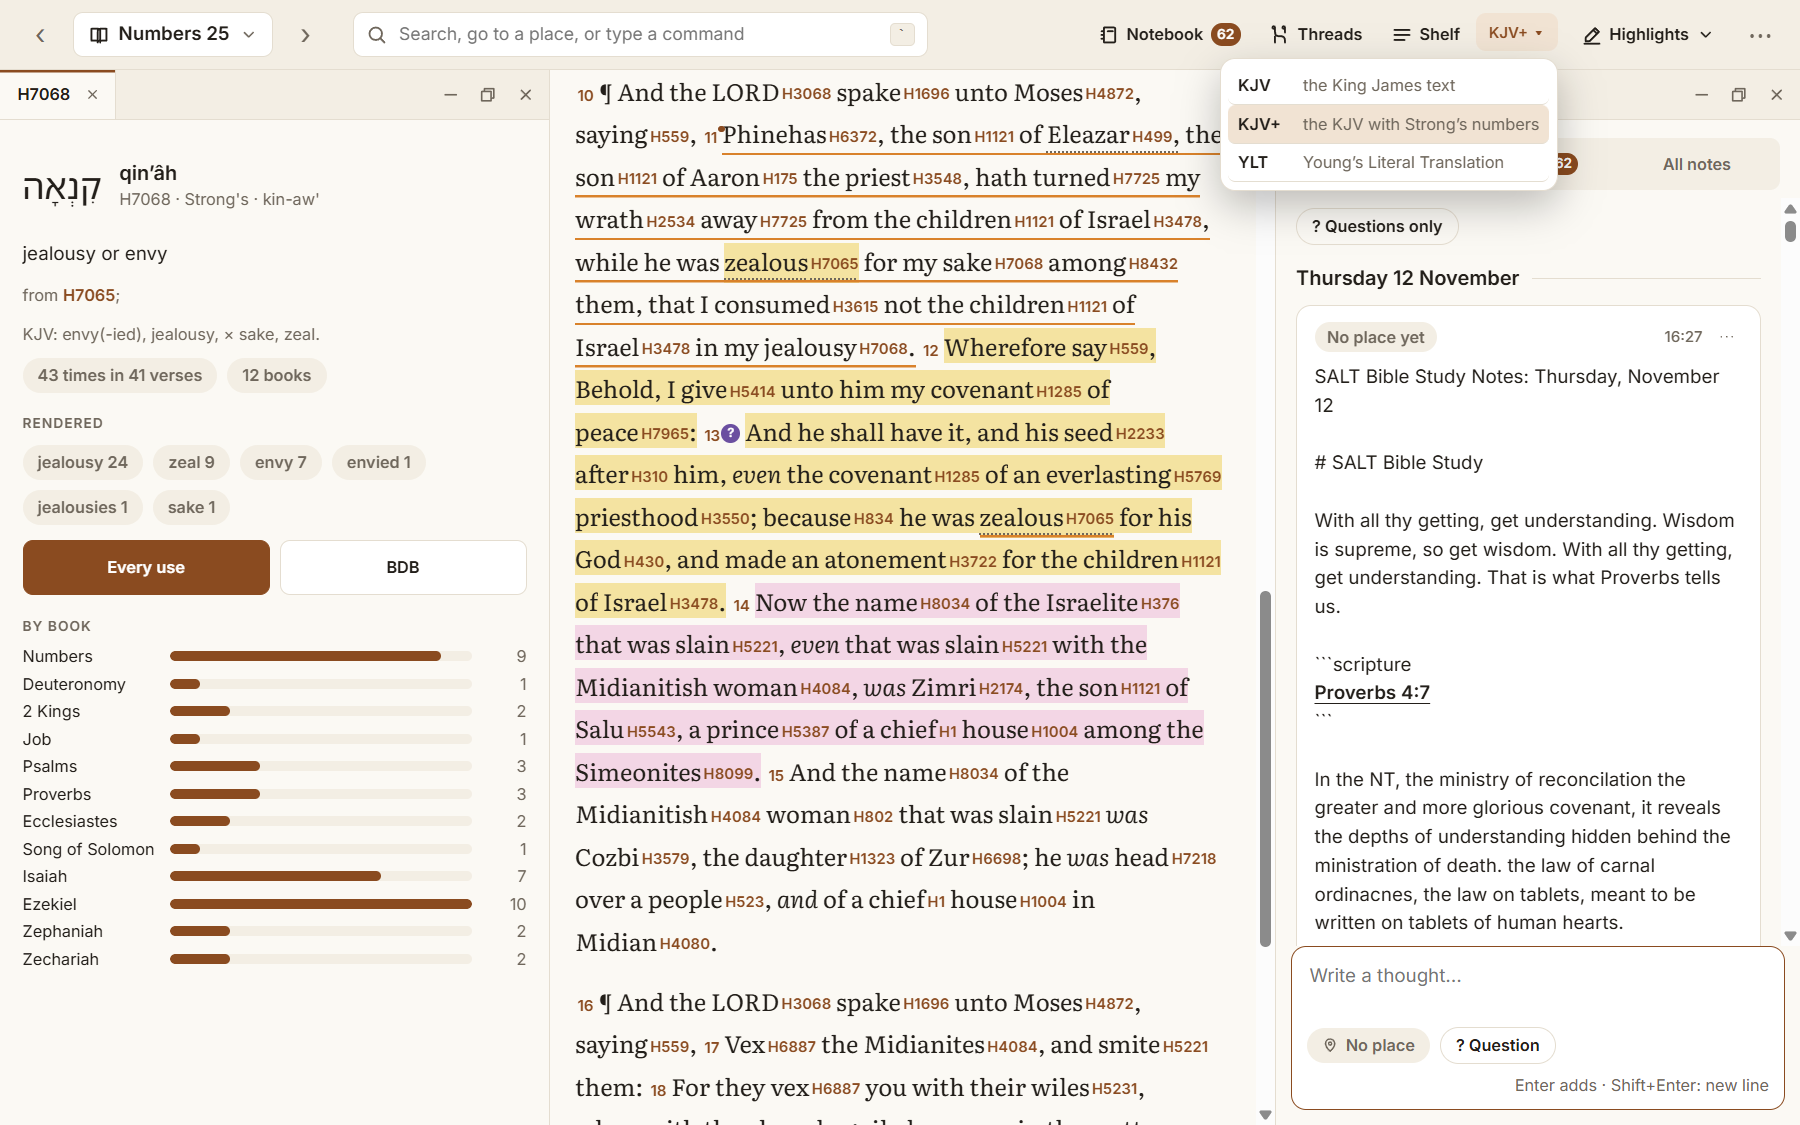 Numbers 25
Search, go to a place, or type a command
`
Notebook 62
Threads
Shelf
KJV+
Highlights
KJV the King James text
KJV+ the KJV with Strong’s numbers
YLT Young’s Literal Translation
H7068
קִנְאָה
qin’âh
H7068 · Strong's · kin-aw'
jealousy or envy
from H7065;
KJV: envy(-ied), jealousy, × sake, zeal.
43 times in 41 verses
12 books
RENDERED
jealousy 24
zeal 9
envy 7
envied 1
jealousies 1
sake 1
Every use
BDB
BY BOOK
Numbers 9
Deuteronomy 1
2 Kings 2
Job 1
Psalms 3
Proverbs 3
Ecclesiastes 2
Song of Solomon 1
Isaiah 7
Ezekiel 10
Zephaniah 2
Zechariah 2
10 ¶ And the LORD H3068 spake H1696 unto Moses H4872,
saying H559, 11 Phinehas H6372, the son H1121 of Eleazar H499, the
son H1121 of Aaron H175 the priest H3548, hath turned H7725 my
wrath H2534 away H7725 from the children H1121 of Israel H3478,
while he was zealous H7065 for my sake H7068 among H8432
them, that I consumed H3615 not the children H1121 of
Israel H3478 in my jealousy H7068. 12 Wherefore say H559,
Behold, I give H5414 unto him my covenant H1285 of
peace H7965: 13 ? And he shall have it, and his seed H2233
after H310 him, even the covenant H1285 of an everlasting H5769
priesthood H3550; because H834 he was zealous H7065 for his
God H430, and made an atonement H3722 for the children H1121
of Israel H3478. 14 Now the name H8034 of the Israelite H376
that was slain H5221, even that was slain H5221 with the
Midianitish woman H4084, was Zimri H2174, the son H1121 of
Salu H5543, a prince H5387 of a chief H1 house H1004 among the
Simeonites H8099. 15 And the name H8034 of the
Midianitish H4084 woman H802 that was slain H5221 was
Cozbi H3579, the daughter H1323 of Zur H6698; he was head H7218
over a people H523, and of a chief H1 house H1004 in
Midian H4080.
16 ¶ And the LORD H3068 spake H1696 unto Moses H4872,
saying H559, 17 Vex H6887 the Midianites H4084, and smite H5221
them: 18 For they vex H6887 you with their wiles H5231,
All notes
? Questions only
Thursday 12 November
No place yet
16:27
SALT Bible Study Notes: Thursday, November
12
# SALT Bible Study
With all thy getting, get understanding. Wisdom
is supreme, so get wisdom. With all thy getting,
get understanding. That is what Proverbs tells
us.
```scripture
Proverbs 4:7
```
In the NT, the ministry of reconcilation the
greater and more glorious covenant, it reveals
the depths of understanding hidden behind the
ministration of death. the law of carnal
ordinacnes, the law on tablets, meant to be
written on tablets of human hearts.
Write a thought...
No place
? Question
Enter adds · Shift+Enter: new line